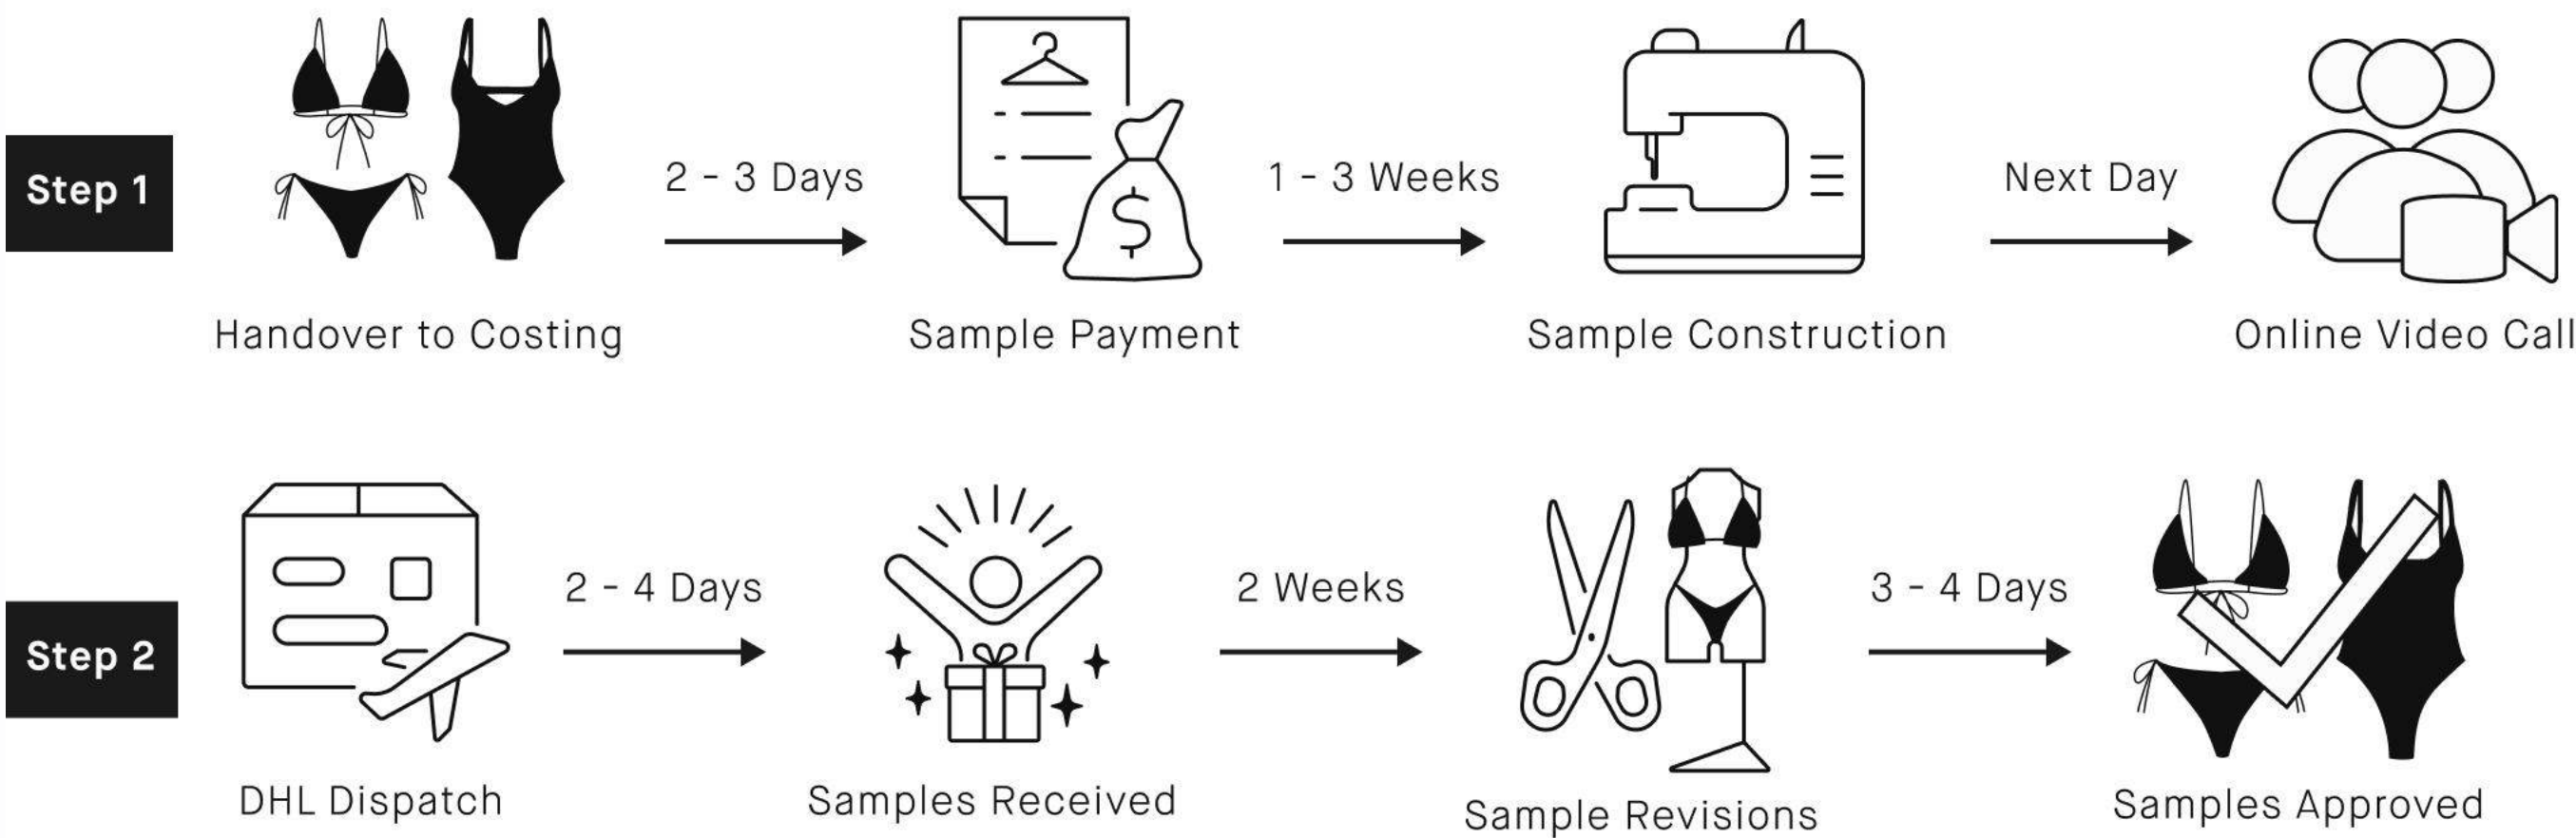 Step 1
2 - 3 Days
1 - 3 Weeks
Next Day
$
Handover to Costing
Sample Payment
Sample Construction
Online Video Call
Step 2
2 - 4 Days
2 Weeks
3 - 4 Days
DHL Dispatch
Samples Received
Sample Revisions
Samples Approved